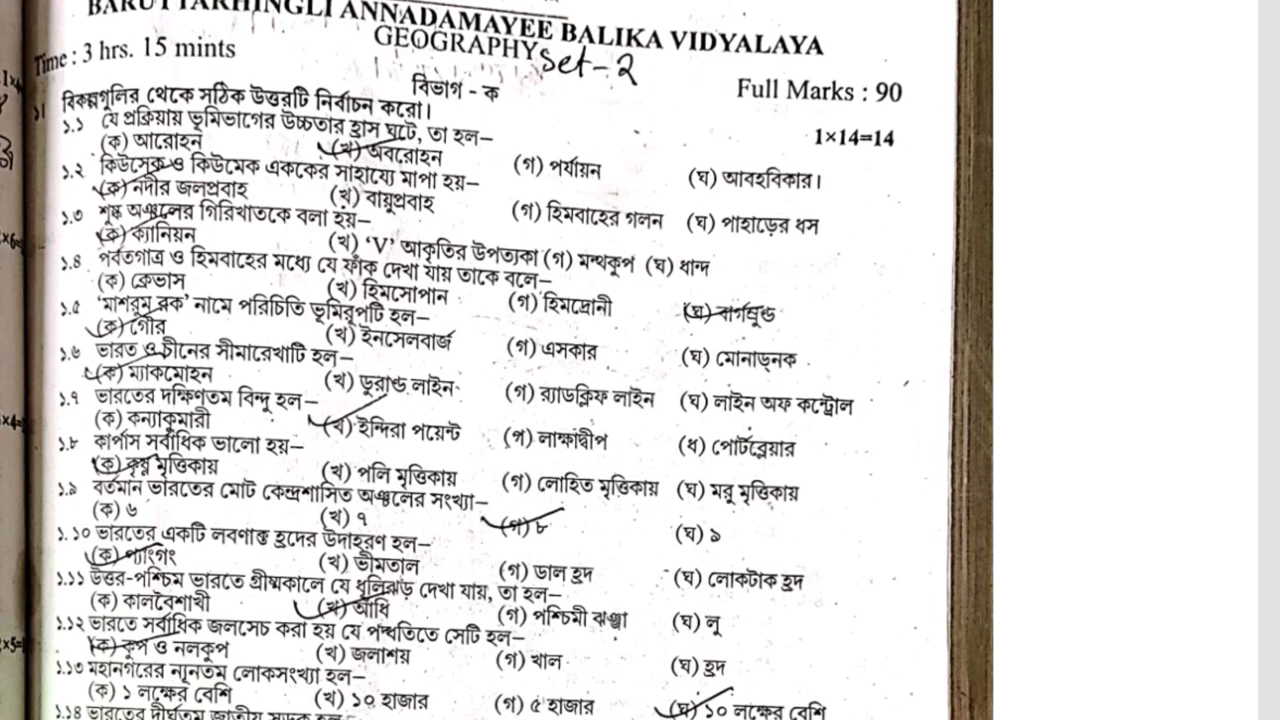 BARUTTARHINGLI ANNADAMAYEE BALIKA VIDYALAYA
GEOGRAPHY Set-2
Time : 3 hrs. 15 mints
Full Marks : 90
বিভাগ - ক
১। বিকল্পগুলির থেকে সঠিক উত্তরটি নির্বাচন করো।
1×14=14
১.১ যে প্রক্রিয়ায় ভূমিভাগের উচ্চতার হ্রাস ঘটে, তা হল–
(ক) আরোহন (খ) অবরোহন (গ) পর্যায়ন (ঘ) আবহবিকার।
১.২ কিউসেক ও কিউমেক এককের সাহায্যে মাপা হয়–
(ক) নদীর জলপ্রবাহ (খ) বায়ুপ্রবাহ (গ) হিমবাহের গলন (ঘ) পাহাড়ের ধস
১.৩ শুষ্ক অঞ্চলের গিরিখাতকে বলা হয়–
(ক) ক্যানিয়ন (খ) ‘V’ আকৃতির উপত্যকা (গ) মন্থকূপ (ঘ) ধান্দ
১.৪ পর্বতগাত্র ও হিমবাহের মধ্যে যে ফাঁক দেখা যায় তাকে বলে–
(ক) ক্রেভাস (খ) হিমসোপান (গ) হিমদ্রোনী (ঘ) বার্গশ্রুন্ড
১.৫ ‘মাশরুম রক’ নামে পরিচিতি ভূমিরূপটি হল–
(ক) গৌর (খ) ইনসেলবার্জ (গ) এসকার (ঘ) মোনাড্‌নক
১.৬ ভারত ও চীনের সীমারেখাটি হল–
(ক) ম্যাকমোহন (খ) ডুরান্ড লাইন (গ) র‍্যাডক্লিফ লাইন (ঘ) লাইন অফ কন্ট্রোল
১.৭ ভারতের দক্ষিণতম বিন্দু হল–
(ক) কন্যাকুমারী (খ) ইন্দিরা পয়েন্ট (গ) লাক্ষাদ্বীপ (ঘ) পোর্টব্লেয়ার
১.৮ কার্পাস সর্বাধিক ভালো হয়–
(ক) কৃষ্ণ মৃত্তিকায় (খ) পলি মৃত্তিকায় (গ) লোহিত মৃত্তিকায় (ঘ) মরু মৃত্তিকায়
১.৯ বর্তমান ভারতের মোট কেন্দ্রশাসিত অঞ্চলের সংখ্যা–
(ক) ৬ (খ) ৭ (গ) ৮ (ঘ) ৯
১.১০ ভারতের একটি লবণাক্ত হ্রদের উদাহরণ হল–
(ক) প্যাংগং (খ) ভীমতাল (গ) ডাল হ্রদ (ঘ) লোকটাক হ্রদ
১.১১ উত্তর-পশ্চিম ভারতে গ্রীষ্মকালে যে ধূলিঝড় দেখা যায়, তা হল–
(ক) কালবৈশাখী (খ) আঁধি (গ) পশ্চিমী ঝঞ্ঝা (ঘ) লু
১.১২ ভারতে সর্বাধিক জলসেচ করা হয় যে পদ্ধতিতে সেটি হল–
(ক) কূপ ও নলকূপ (খ) জলাশয় (গ) খাল (ঘ) হ্রদ
১.১৩ মহানগরের ন্যূনতম লোকসংখ্যা হল–
(ক) ১ লক্ষের বেশি (খ) ১০ হাজার (গ) ৫ হাজার (ঘ) ১০ লক্ষের বেশি
১.১৪ ভারতের দীর্ঘতম জাতীয় সড়ক হল–